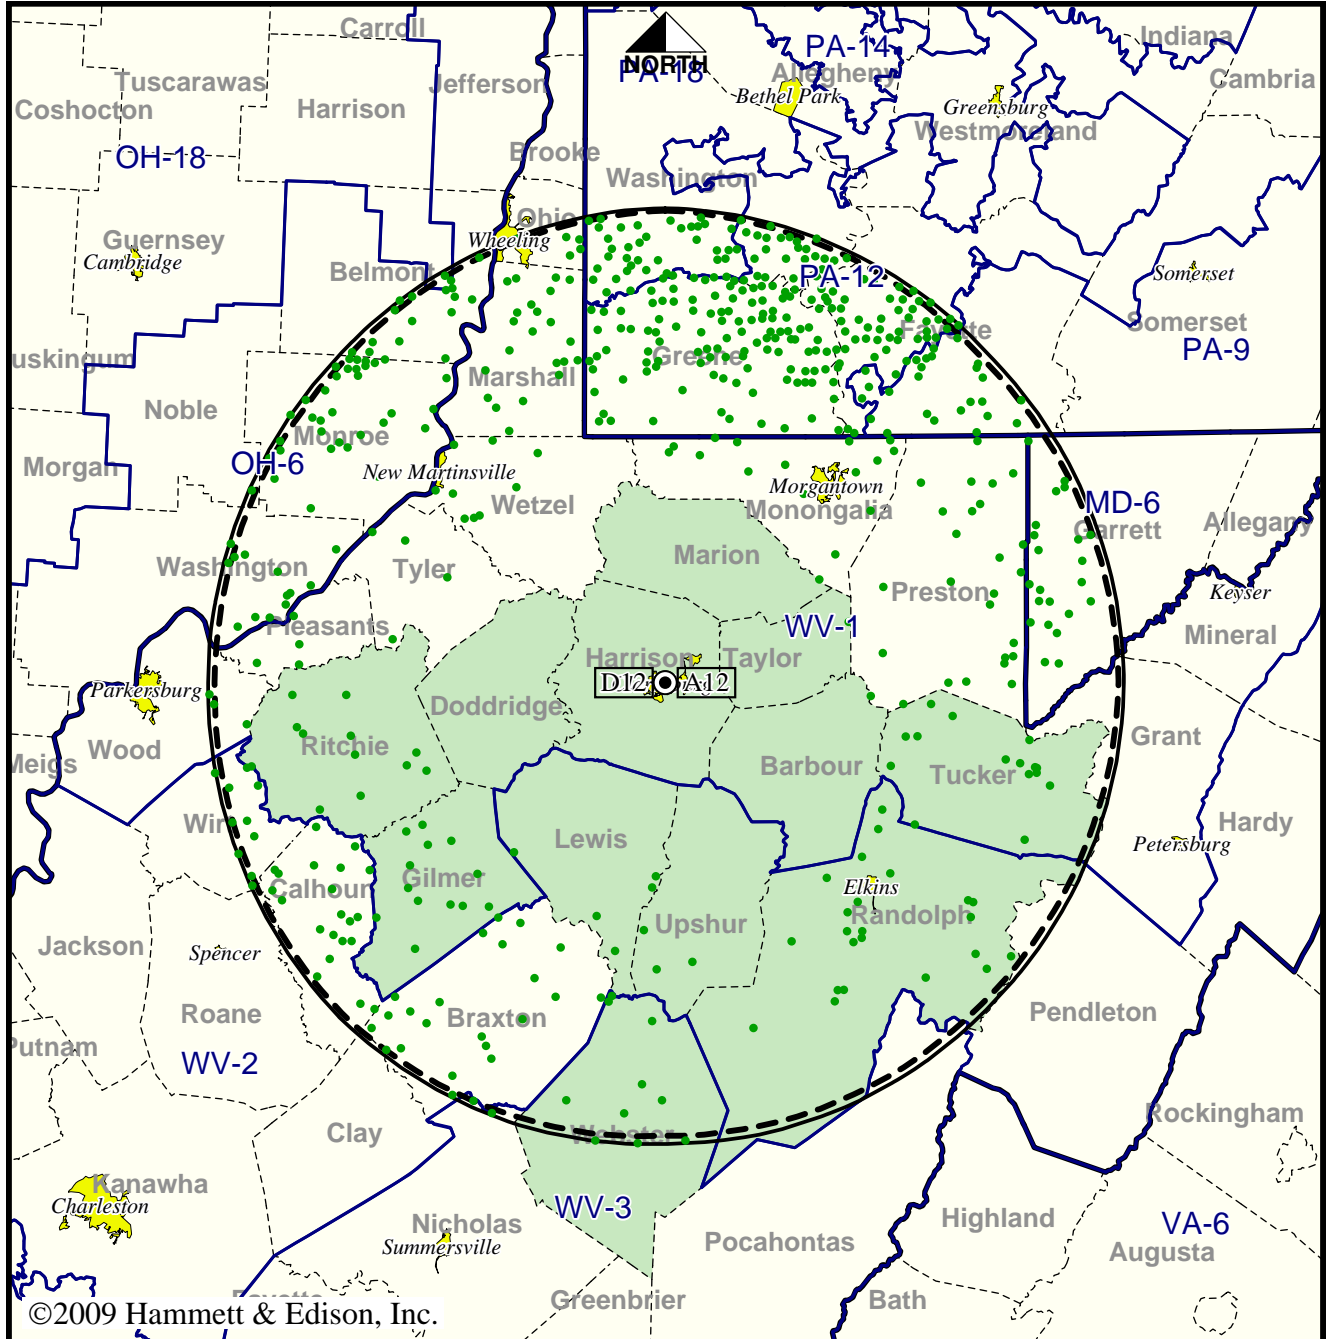 Carroll
Indiana
PA-14
NORTH
PA-18
Allegheny
Tuscarawas
Jefferson
Cambria
Bethel Park
Greensburg
Coshocton
Harrison
Westmoreland
OH-18
Brooke
Washington
Ohio
Guernsey
Wheeling
Cambridge
Belmont
PA-12
Somerset
Somerset
Fayette
PA-9
uskingum
Greene
Marshall
Noble
Monroe
OH-6
Morgan
New Martinsville
Morgantown
Wetzel
Monongalia
MD-6
Garrett
Allegany
Marion
Washington
Tyler
Preston
Keyser
Pleasants
WV-1
Mineral
Harrison
Taylor
D12
A12
Parkersburg
Doddridge
Wood
Ritchie
Grant
Meigs
Barbour
Tucker
Wir
Lewis
Hardy
Petersburg
Calhoun
Gilmer
Elkins
Randolph
Upshur
Jackson
Spencer
Roane
Braxton
Pendleton
Putnam
WV-2
Rockingham
Clay
Webster
Kanawha
Charleston
WV-3
Nicholas
Highland
VA-6
Summersville
Pocahontas
Augusta
Fayette
Greenbrier
Bath
©2009 Hammett & Edison, Inc.